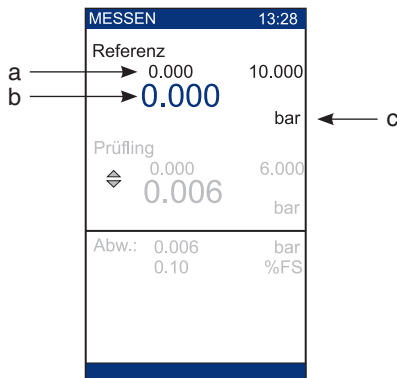 MESSEN 13:28
Referenz
a 0.000 10.000
b 0.000
bar c
Prüfling
0.000 6.000
0.006
bar
Abw.: 0.006 bar
0.10 %FS